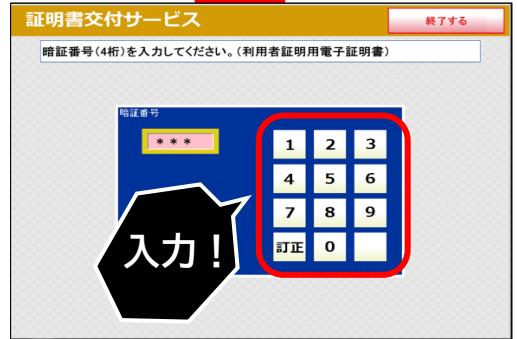 証明書交付サービス
終了する
暗証番号(4桁)を入力してください。(利用者証明用電子証明書)
暗証番号
* * *
1 2 3
4 5 6
7 8 9
訂正 0
入力！